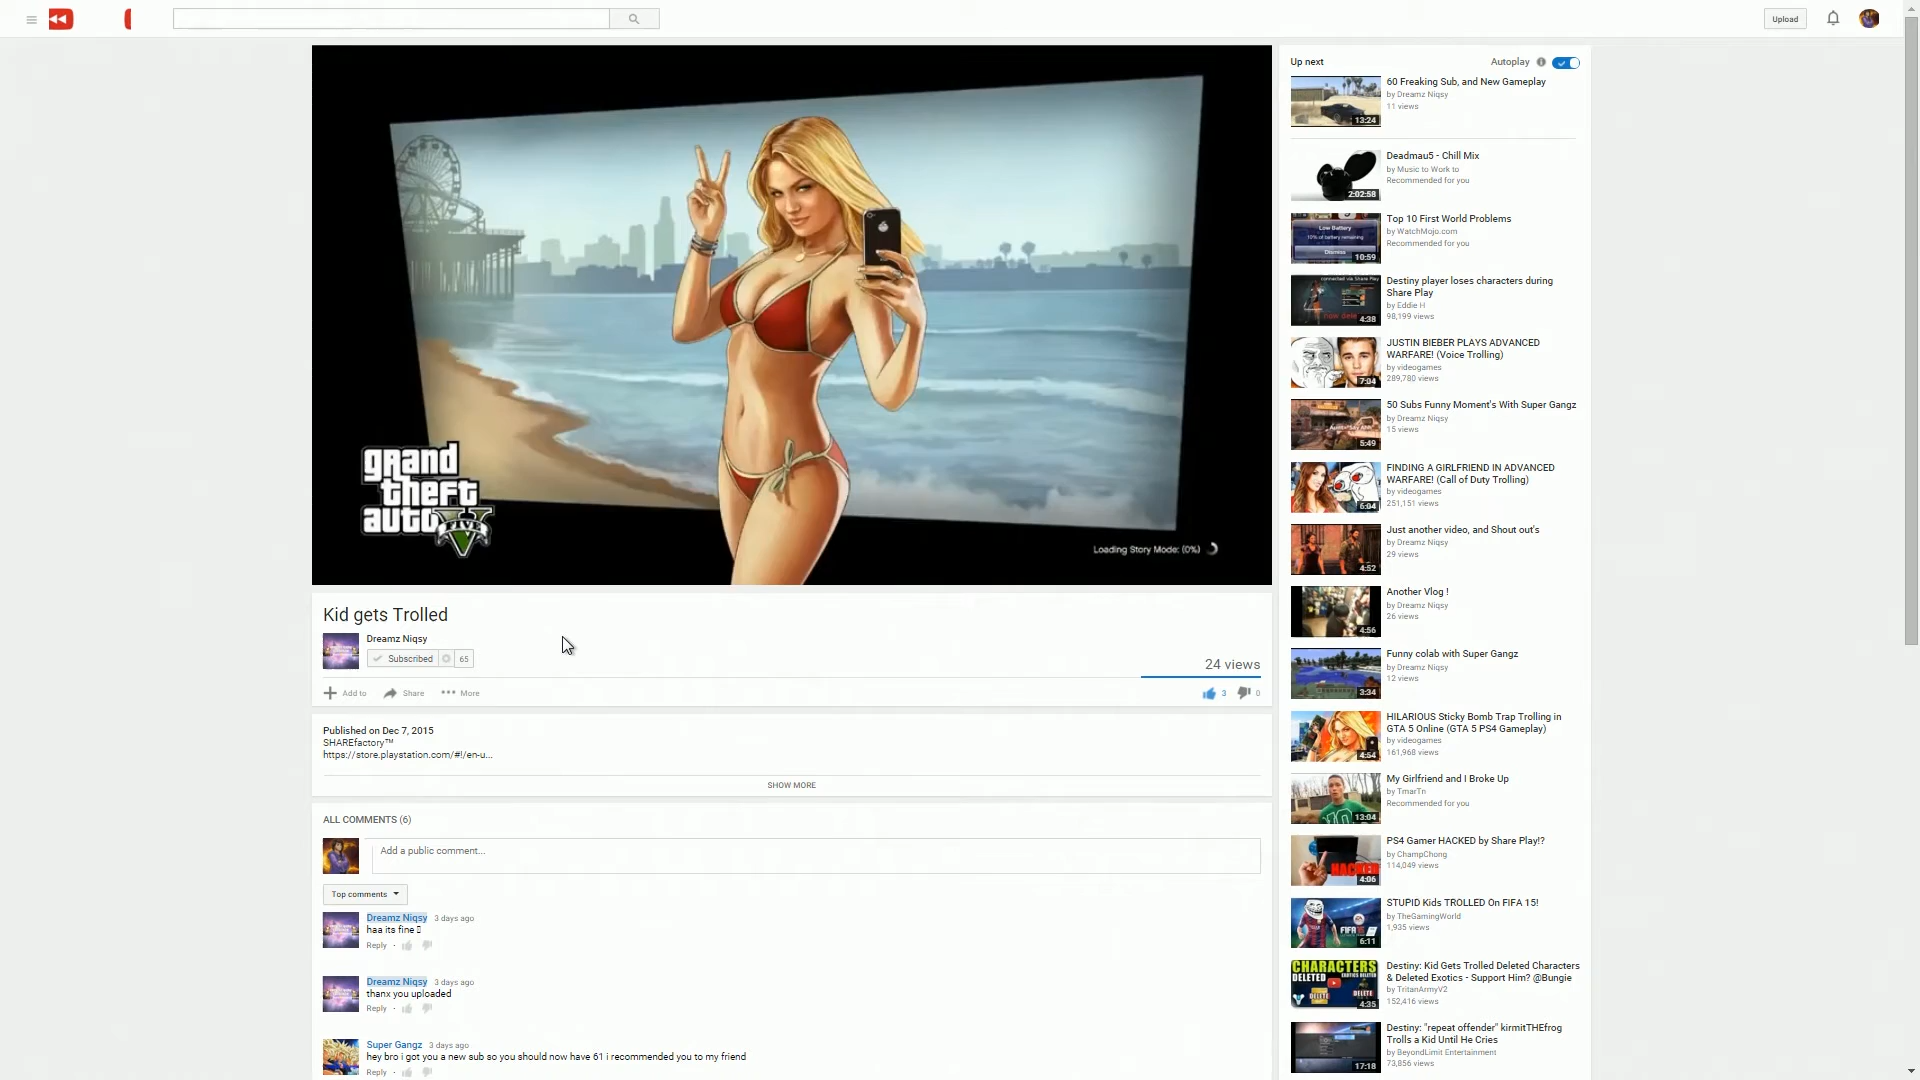 Upload
grand
theft
auto
FIVE
Loading Story Mode: (0%)
Kid gets Trolled
Dreamz Niqsy
Subscribed 65
24 views
Add to Share More
3 0
Published on Dec 7, 2015
SHAREfactory™
https://store.playstation.com/#!/en-u...
SHOW MORE
ALL COMMENTS (6)
Add a public comment...
Top comments
Dreamz Niqsy 3 days ago
haa its fine
Reply
Dreamz Niqsy 3 days ago
thanx you uploaded
Reply
Super Gangz 3 days ago
hey bro i got you a new sub so you should now have 61 i recommended you to my friend
Reply
Up next Autoplay
60 Freaking Sub, and New Gameplay
by Dreamz Niqsy
11 views
13:24
Deadmau5 - Chill Mix
by Music to Work to
Recommended for you
2:02:58
Top 10 First World Problems
by WatchMojo.com
Recommended for you
Low Battery
10% of battery remaining
Dismiss
10:59
Destiny player loses characters during
Share Play
by Eddie H
98,199 views
4:38
JUSTIN BIEBER PLAYS ADVANCED
WARFARE! (Voice Trolling)
by videogames
289,780 views
7:04
50 Subs Funny Moment's With Super Gangz
by Dreamz Niqsy
15 views
5:49
FINDING A GIRLFRIEND IN ADVANCED
WARFARE! (Call of Duty Trolling)
by videogames
251,151 views
6:04
Just another video, and Shout out's
by Dreamz Niqsy
29 views
4:52
Another Vlog !
by Dreamz Niqsy
26 views
4:56
Funny colab with Super Gangz
by Dreamz Niqsy
12 views
3:34
HILARIOUS Sticky Bomb Trap Trolling in
GTA 5 Online (GTA 5 PS4 Gameplay)
by videogames
161,968 views
4:54
My Girlfriend and I Broke Up
by TmarTn
Recommended for you
13:04
PS4 Gamer HACKED by Share Play!?
by ChampChong
114,049 views
HACKED
4:06
STUPID Kids TROLLED On FIFA 15!
by TheGamingWorld
1,935 views
6:11
Destiny: Kid Gets Trolled Deleted Characters
& Deleted Exotics - Support Him? @Bungie
by TritanArmyV2
152,416 views
CHARACTERS
DELETED
DELETE
DELETE
4:35
Destiny: "repeat offender" kirmitTHEfrog
Trolls a Kid Until He Cries
by BeyondLimit Entertainment
73,856 views
17:18